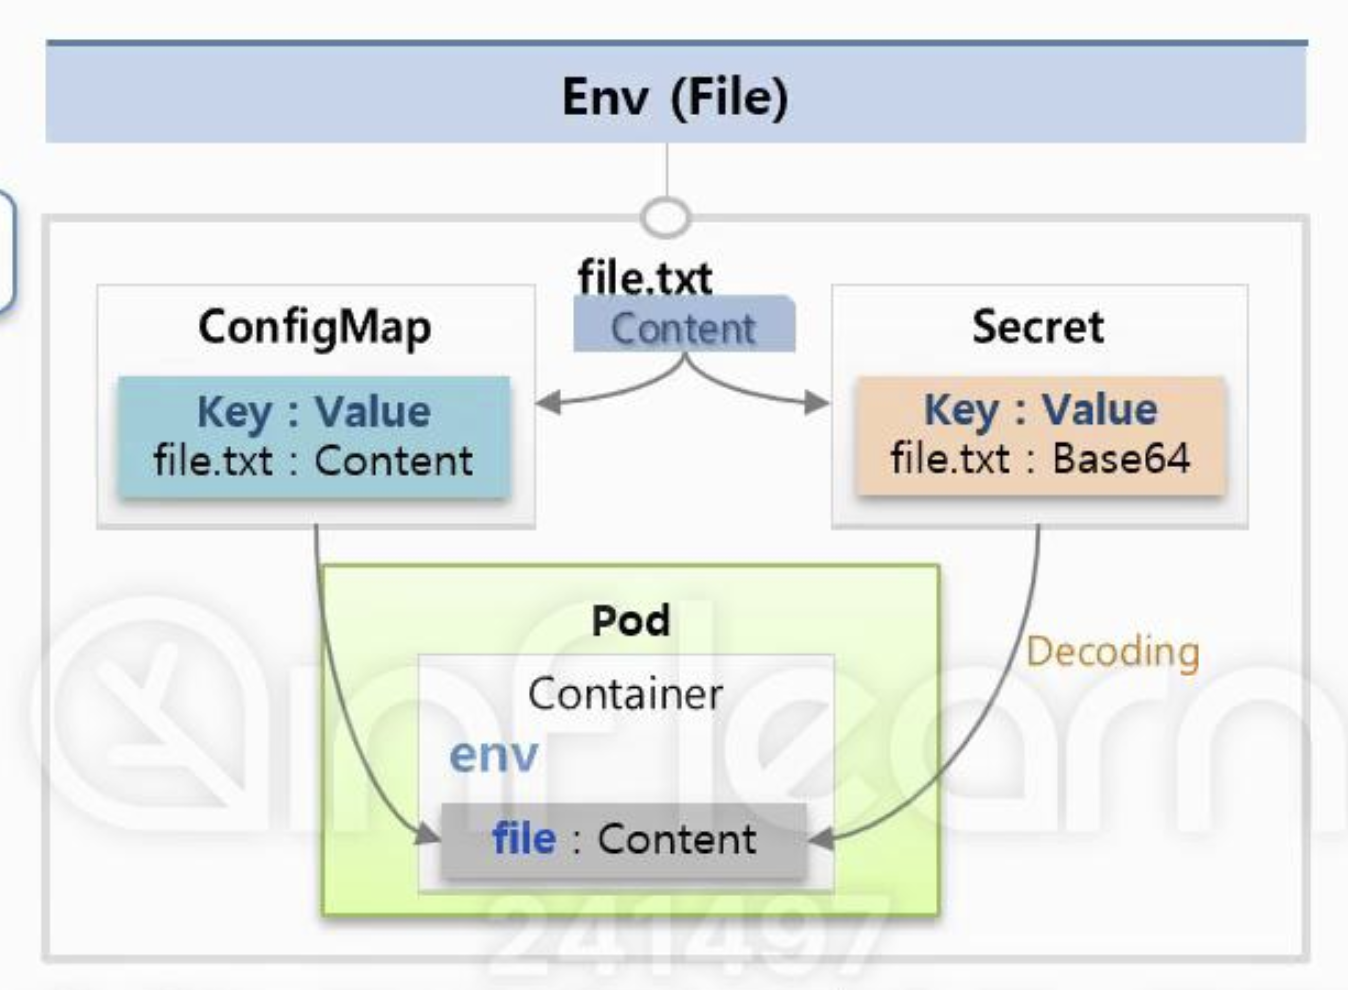 Env (File)
file.txt
Content
ConfigMap
Key : Value
file.txt : Content
Secret
Key : Value
file.txt : Base64
Decoding
Pod
Container
env
file : Content
inflearn
241497